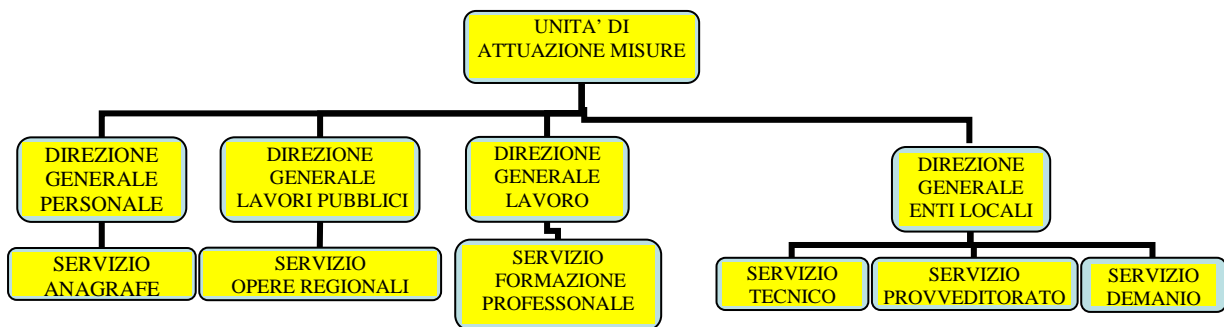 UNITA’ DI
ATTUAZIONE MISURE
DIREZIONE
GENERALE
PERSONALE
DIREZIONE
GENERALE
LAVORI PUBBLICI
DIREZIONE
GENERALE
LAVORO
DIREZIONE
GENERALE
ENTI LOCALI
SERVIZIO
ANAGRAFE
SERVIZIO
OPERE REGIONALI
SERVIZIO
FORMAZIONE
PROFESSONALE
SERVIZIO
TECNICO
SERVIZIO
PROVVEDITORATO
SERVIZIO
DEMANIO